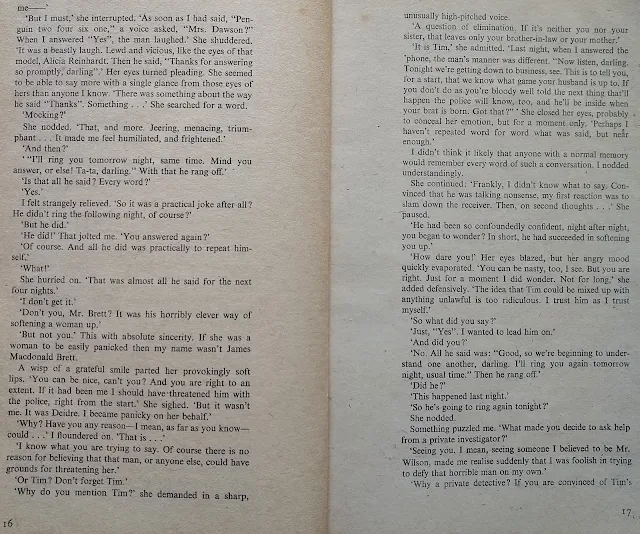 me——'
'But I must,' she interrupted. 'As soon as I had said, "Pen-
guin two four six one," a voice asked, "Mrs. Dawson?"
When I answered "Yes", the man laughed.' She shuddered.
'It was a beastly laugh. Lewd and vicious, like the eyes of that
model, Alicia Reinhardt. Then he said, "Thanks for answering
so promptly, darling".' Her eyes turned pleading. She seemed
to be able to say more with a single glance from those eyes of
hers than anyone I knew. 'There was something about the way
he said "Thanks". Something . . .' She searched for a word.
'Mocking?'
She nodded. 'That, and more. Jeering, menacing, trium-
phant . . . It made me feel humiliated, and frightened.'
'And then?'
' "I'll ring you tomorrow night, same time. Mind you
answer, or else! Ta-ta, darling." With that he rang off.'
'Is that all he said? Every word?'
'Yes.'
I felt strangely relieved. 'So it was a practical joke after all?
He didn't ring the following night, of course?'
'But he did.'
'He did!' That jolted me. 'You answered again?'
'Of course. And all he did was practically to repeat him-
self.'
'What!'
She hurried on. 'That was almost all he said for the next
four nights.'
'I don't get it.'
'Don't you, Mr. Brett? It was his horribly clever way of
softening a woman up.'
'But not you.' This with absolute sincerity. If she was a
woman to be easily panicked then my name wasn't James
Macdonald Brett.
A wisp of a grateful smile parted her provokingly soft
lips. 'You can be nice, can't you? And you are right to an
extent. If it had been me I should have threatened him with
the police, right from the start.' She sighed. 'But it wasn't
me. It was Deidre. I became panicky on her behalf.'
'Why? Have you any reason—I mean, as far as you know—
could . . .' I floundered on. 'That is . . .'
'I know what you are trying to say. Of course there is no
reason for believing that that man, or anyone else, could have
grounds for threatening her.'
'Or Tim? Don't forget Tim.'
'Why do you mention Tim?' she demanded in a sharp,
16
unusually high-pitched voice.
'A question of elimination. If it's neither you nor your
sister, that leaves only your brother-in-law or your mother.'
'It is Tim,' she admitted. 'Last night, when I answered the
'phone, the man's manner was different. "Now listen, darling.
Tonight we're getting down to business, see. This is to tell you,
for a start, that we know what game your husband is up to. If
you don't do as you're bloody well told the next thing that'll
happen the police will know, too, and he'll be inside when
your brat is born. Got that?" ' She closed her eyes, probably
to conceal her emotion, but for a moment only. 'Perhaps I
haven't repeated word for word what was said, but near
enough.'
I didn't think it likely that anyone with a normal memory
would remember every word of such a conversation. I nodded
understandingly.
She continued: 'Frankly, I didn't know what to say. Con-
vinced that he was talking nonsense, my first reaction was to
slam down the receiver. Then, on second thoughts . . .' She
paused.
'He had been so confoundedly confident, night after night,
you began to wonder? In short, he had succeeded in softening
you up.'
'How dare you!' Her eyes blazed, but her angry mood
quickly evaporated. 'You can be nasty, too, I see. But you are
right. Just for a moment I did wonder. Not for long,' she
added defensively. 'The idea that Tim could be mixed up with
anything unlawful is too ridiculous. I trust him as I trust
myself.'
'So what did you say?'
'Just, "Yes". I wanted to lead him on.'
'And did you?'
'No. All he said was: "Good, so we're beginning to under-
stand one another, darling. I'll ring you again tomorrow
night, usual time." Then he rang off.'
'Did he?'
'This happened last night.'
'So he's going to ring again tonight?'
She nodded.
Something puzzled me. 'What made you decide to ask help
from a private investigator?'
'Seeing you. I mean, seeing someone I believed to be Mr.
Wilson, made me realise suddenly that I was foolish in trying
to defy that horrible man on my own.'
'Why a private detective? If you are convinced of Tim's
17